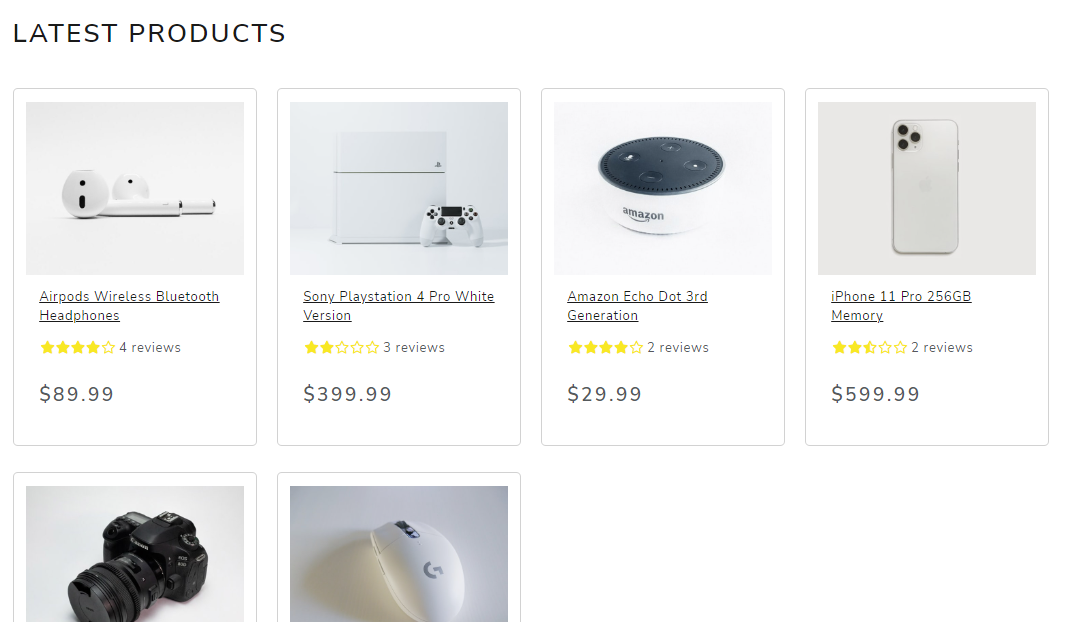 LATEST PRODUCTS
amazon
Airpods Wireless Bluetooth
Headphones
4 reviews
$89.99
Sony Playstation 4 Pro White
Version
3 reviews
$399.99
Amazon Echo Dot 3rd
Generation
2 reviews
$29.99
iPhone 11 Pro 256GB
Memory
2 reviews
$599.99
Canon
EOS